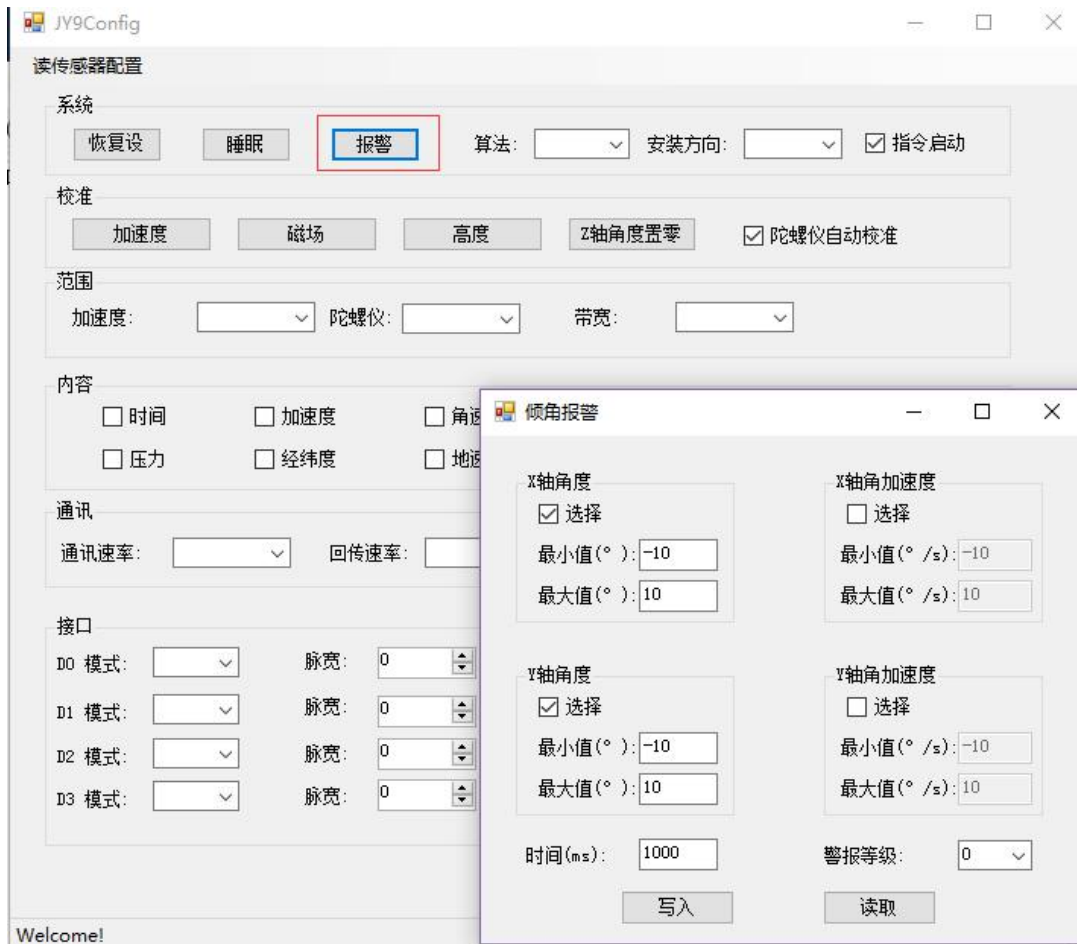 JY9Config
读传感器配置
系统
恢复设 睡眠 报警 算法: 安装方向: 指令启动
校准
加速度 磁场 高度 Z轴角度置零 陀螺仪自动校准
范围
加速度: 陀螺仪: 带宽:
内容
时间 加速度 角速
压力 经纬度 地速
通讯
通讯速率: 回传速率:
接口
D0 模式: 脉宽: 0
D1 模式: 脉宽: 0
D2 模式: 脉宽: 0
D3 模式: 脉宽: 0
Welcome!
倾角报警
X轴角度
选择
最小值(° ): -10
最大值(° ): 10
X轴角加速度
选择
最小值(° /s): -10
最大值(° /s): 10
Y轴角度
选择
最小值(° ): -10
最大值(° ): 10
Y轴角加速度
选择
最小值(° /s): -10
最大值(° /s): 10
时间(ms): 1000 警报等级: 0
写入 读取